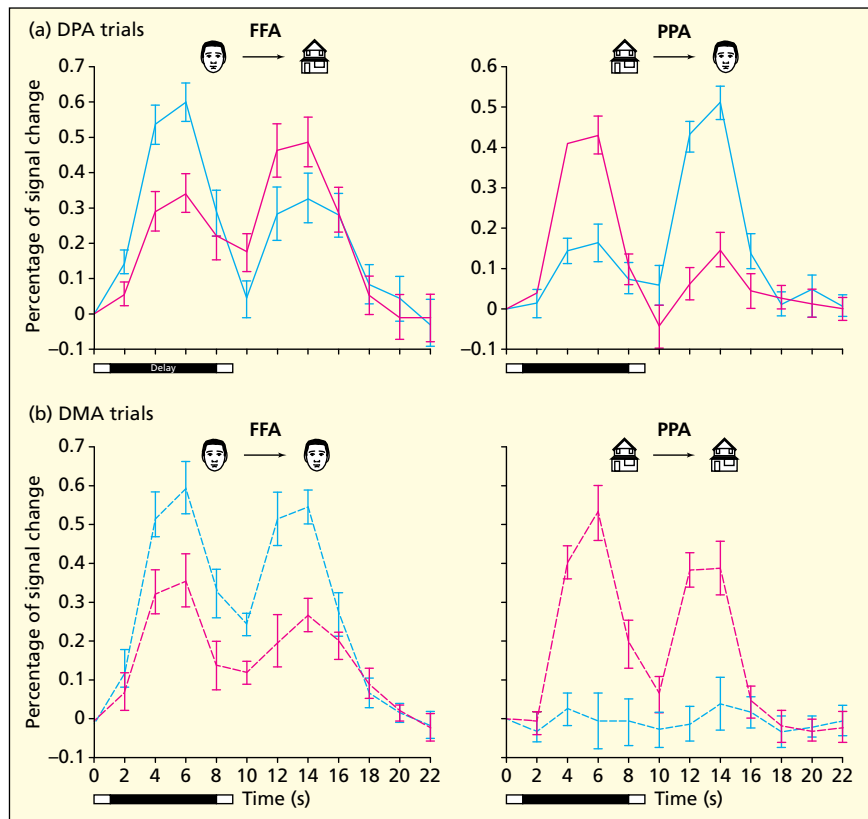 (a) DPA trials
FFA
PPA
Percentage of signal change
0.7
0.6
0.5
0.4
0.3
0.2
0.1
0
−0.1
0.6
0.5
0.4
0.3
0.2
0.1
0
−0.1
Delay
(b) DMA trials
FFA
PPA
Percentage of signal change
0.7
0.6
0.5
0.4
0.3
0.2
0.1
0
−0.1
0 2 4 6 8 10 12 14 16 18 20 22
0 2 4 6 8 10 12 14 16 18 20 22
Time (s)
Time (s)